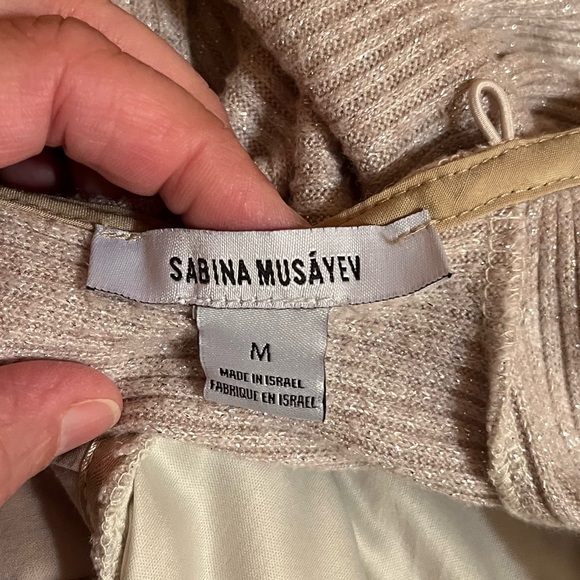 SABINA MUSÁYEV
M
MADE IN ISRAEL
FABRIQUE EN ISRAEL